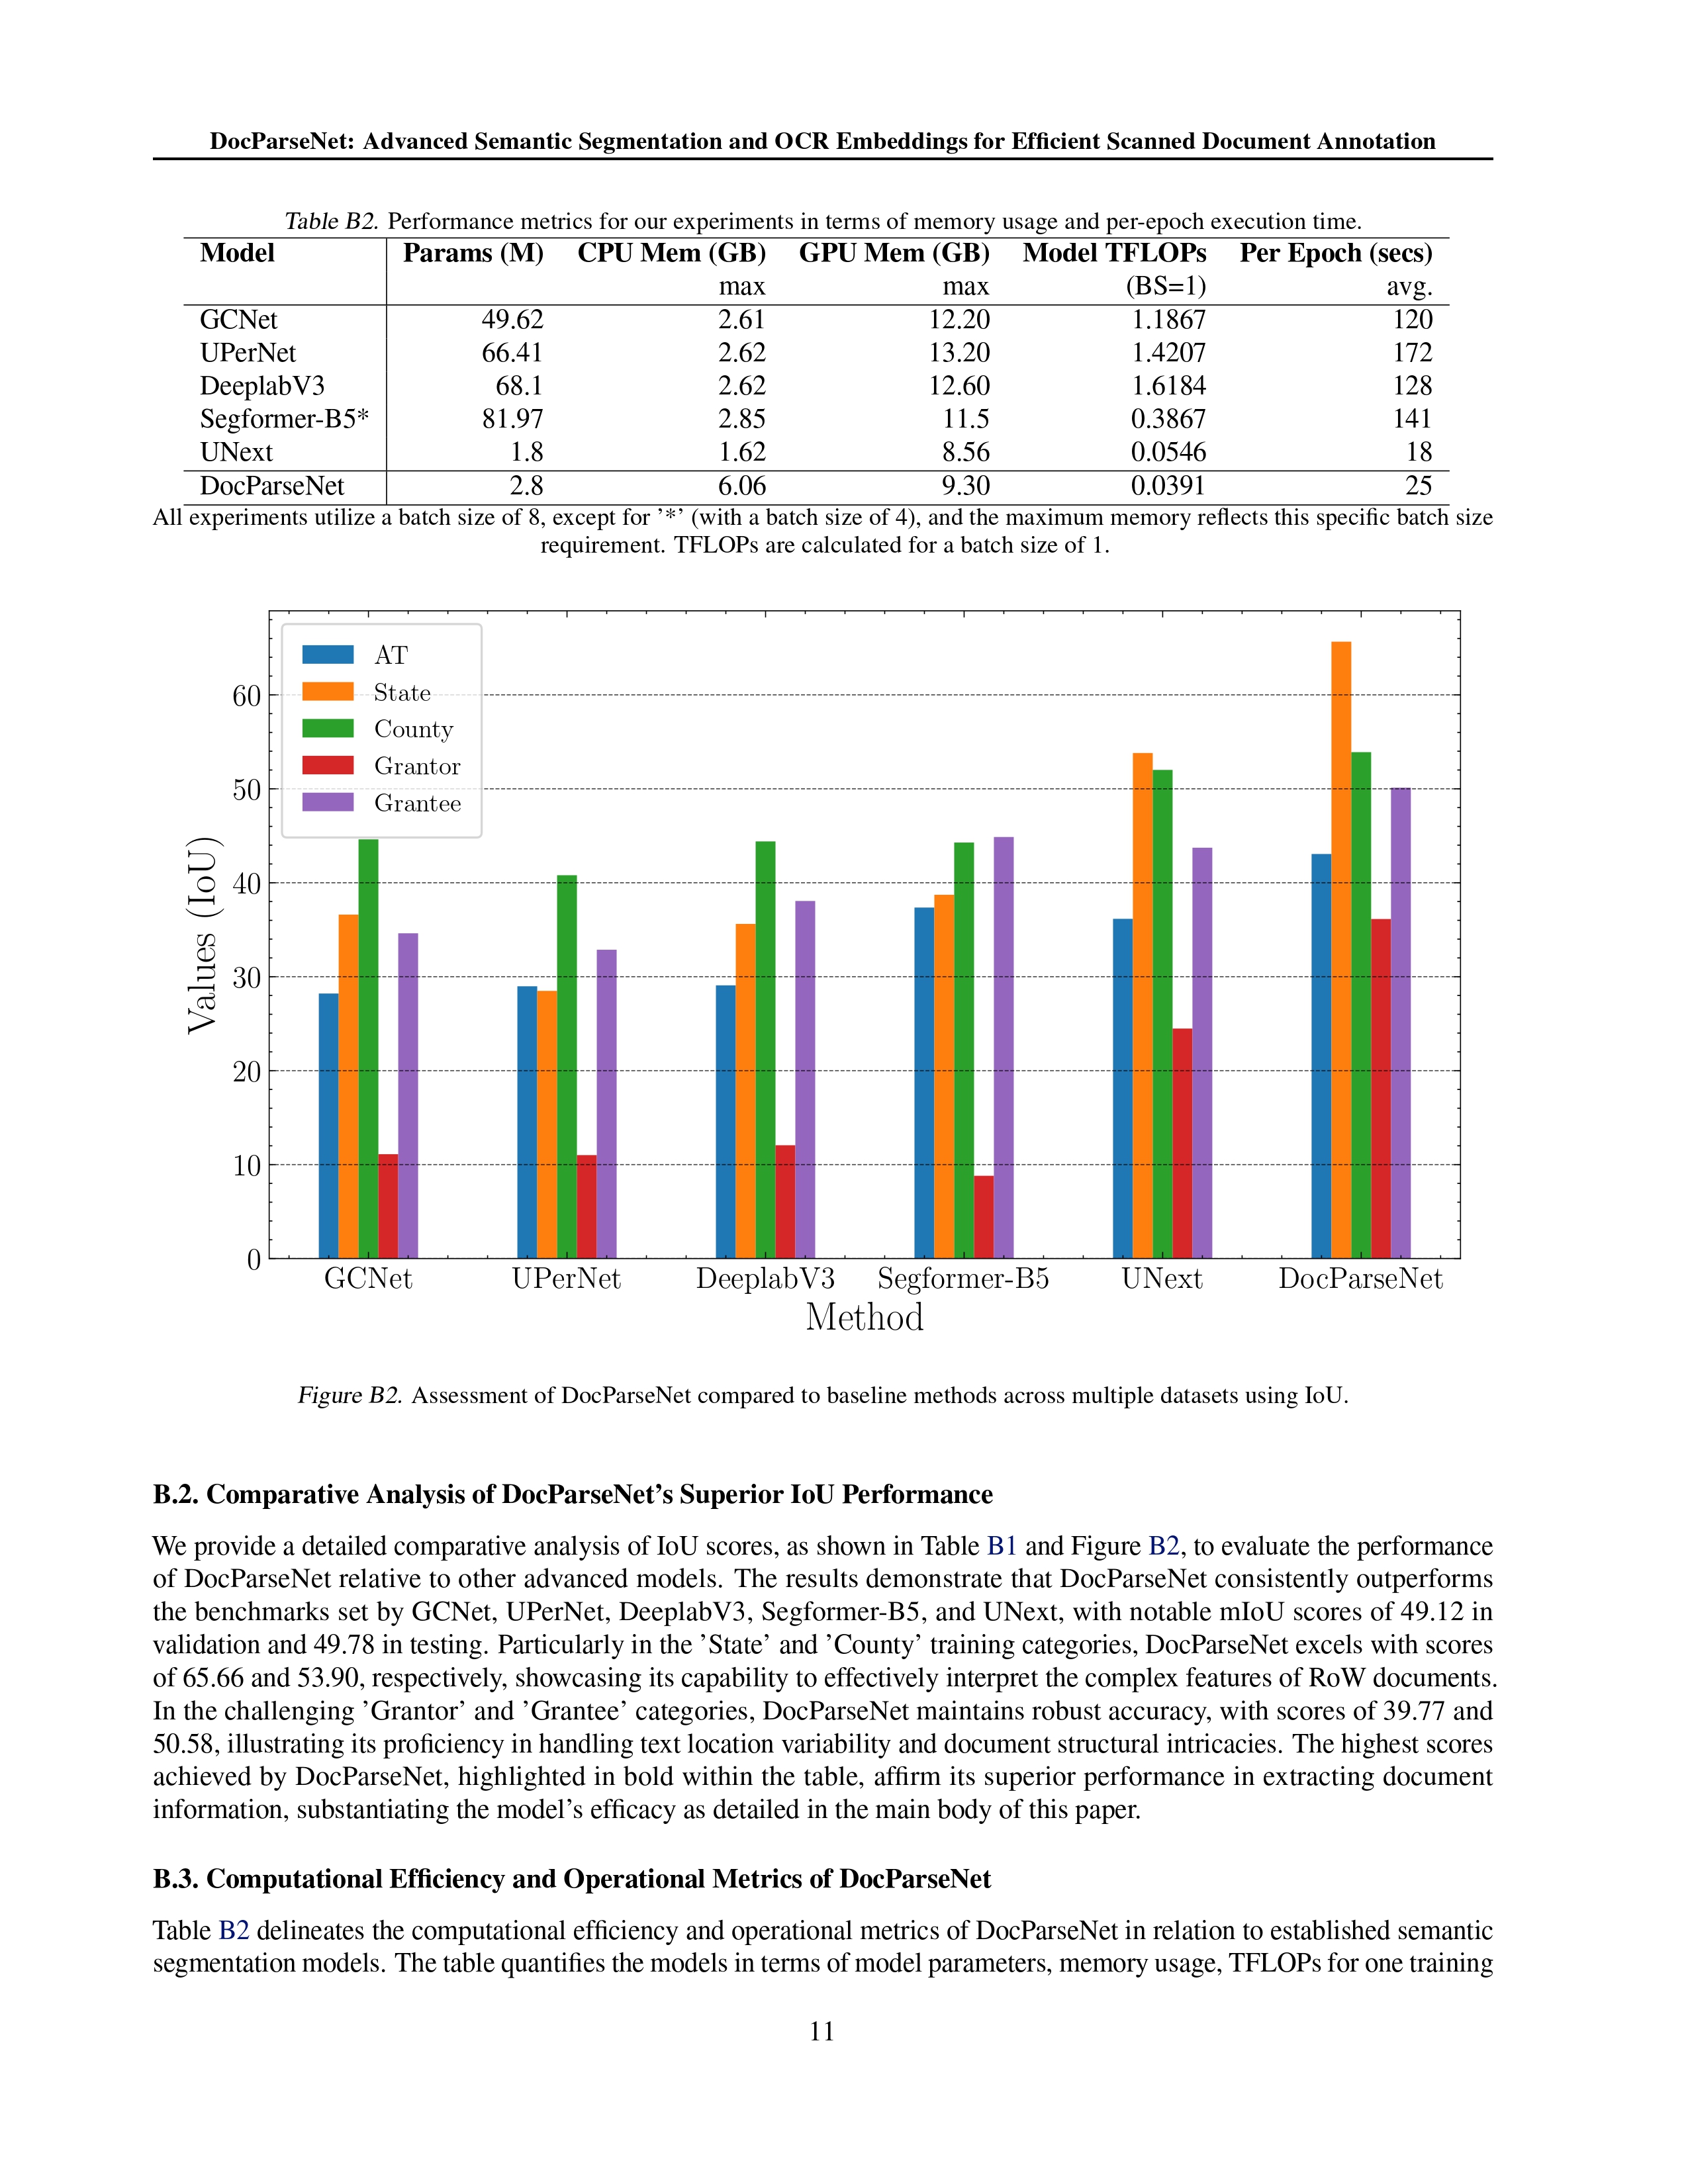 DocParseNet: Advanced Semantic Segmentation and OCR Embeddings for Efficient Scanned Document Annotation
Table B2. Performance metrics for our experiments in terms of memory usage and per-epoch execution time.
Model Params (M) CPU Mem (GB) GPU Mem (GB) Model TFLOPs Per Epoch (secs)
max max (BS=1) avg.
GCNet 49.62 2.61 12.20 1.1867 120
UPerNet 66.41 2.62 13.20 1.4207 172
DeeplabV3 68.1 2.62 12.60 1.6184 128
Segformer-B5* 81.97 2.85 11.5 0.3867 141
UNext 1.8 1.62 8.56 0.0546 18
DocParseNet 2.8 6.06 9.30 0.0391 25
All experiments utilize a batch size of 8, except for ’*’ (with a batch size of 4), and the maximum memory reflects this specific batch size
requirement. TFLOPs are calculated for a batch size of 1.
AT
State
County
Grantor
Grantee
60
50
40
30
20
10
0
Values (IoU)
GCNet UPerNet DeeplabV3 Segformer-B5 UNext DocParseNet
Method
Figure B2. Assessment of DocParseNet compared to baseline methods across multiple datasets using IoU.
B.2. Comparative Analysis of DocParseNet’s Superior IoU Performance
We provide a detailed comparative analysis of IoU scores, as shown in Table B1 and Figure B2, to evaluate the performance
of DocParseNet relative to other advanced models. The results demonstrate that DocParseNet consistently outperforms
the benchmarks set by GCNet, UPerNet, DeeplabV3, Segformer-B5, and UNext, with notable mIoU scores of 49.12 in
validation and 49.78 in testing. Particularly in the ’State’ and ’County’ training categories, DocParseNet excels with scores
of 65.66 and 53.90, respectively, showcasing its capability to effectively interpret the complex features of RoW documents.
In the challenging ’Grantor’ and ’Grantee’ categories, DocParseNet maintains robust accuracy, with scores of 39.77 and
50.58, illustrating its proficiency in handling text location variability and document structural intricacies. The highest scores
achieved by DocParseNet, highlighted in bold within the table, affirm its superior performance in extracting document
information, substantiating the model’s efficacy as detailed in the main body of this paper.
B.3. Computational Efficiency and Operational Metrics of DocParseNet
Table B2 delineates the computational efficiency and operational metrics of DocParseNet in relation to established semantic
segmentation models. The table quantifies the models in terms of model parameters, memory usage, TFLOPs for one training
11